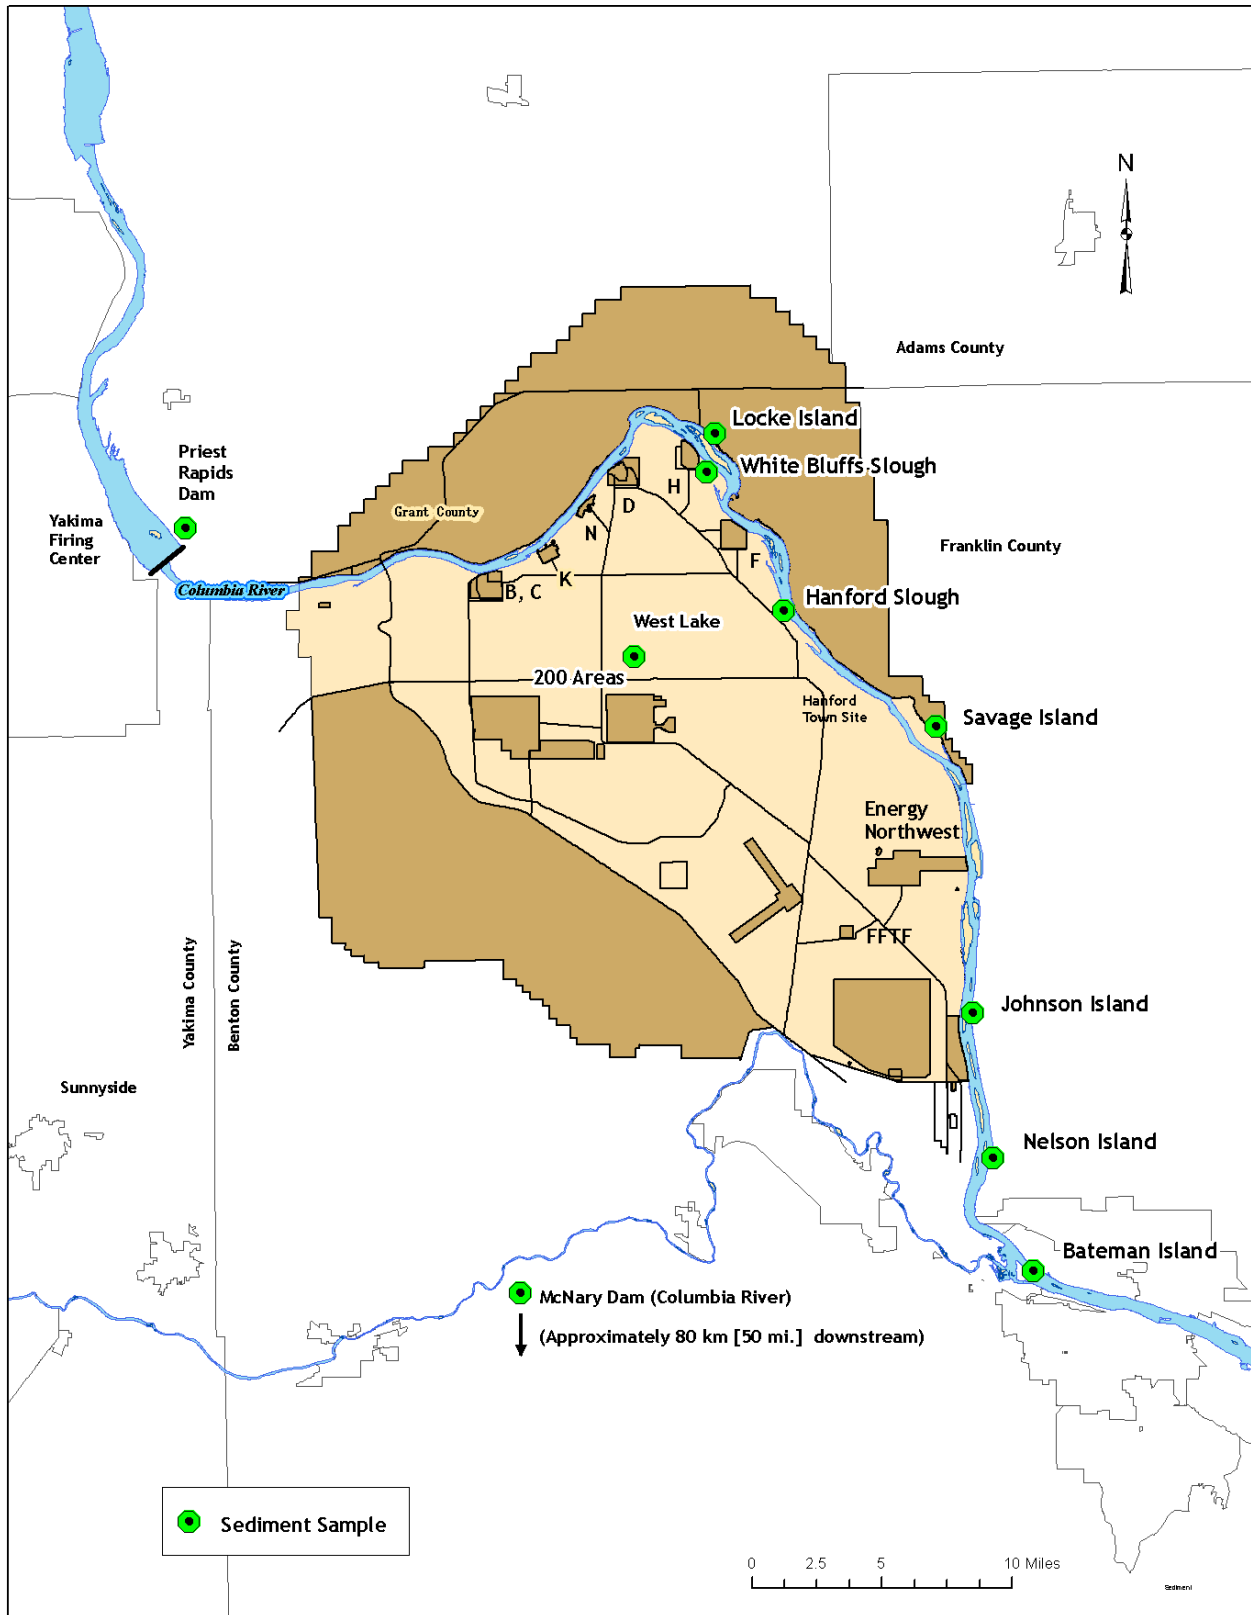 N
Adams County
Locke Island
White Bluffs Slough
Priest
Rapids
Dam
H
D
Grant County
N
Yakima
Firing
Center
Franklin County
F
K
Columbia River
B, C
Hanford Slough
West Lake
200 Areas
Hanford
Town Site
Savage Island
Energy
Northwest
FFTF
Yakima County
Benton County
Johnson Island
Sunnyside
Nelson Island
Bateman Island
McNary Dam (Columbia River)
(Approximately 80 km [50 mi.] downstream)
Sediment Sample
0 2.5 5 10 Miles
Sediment